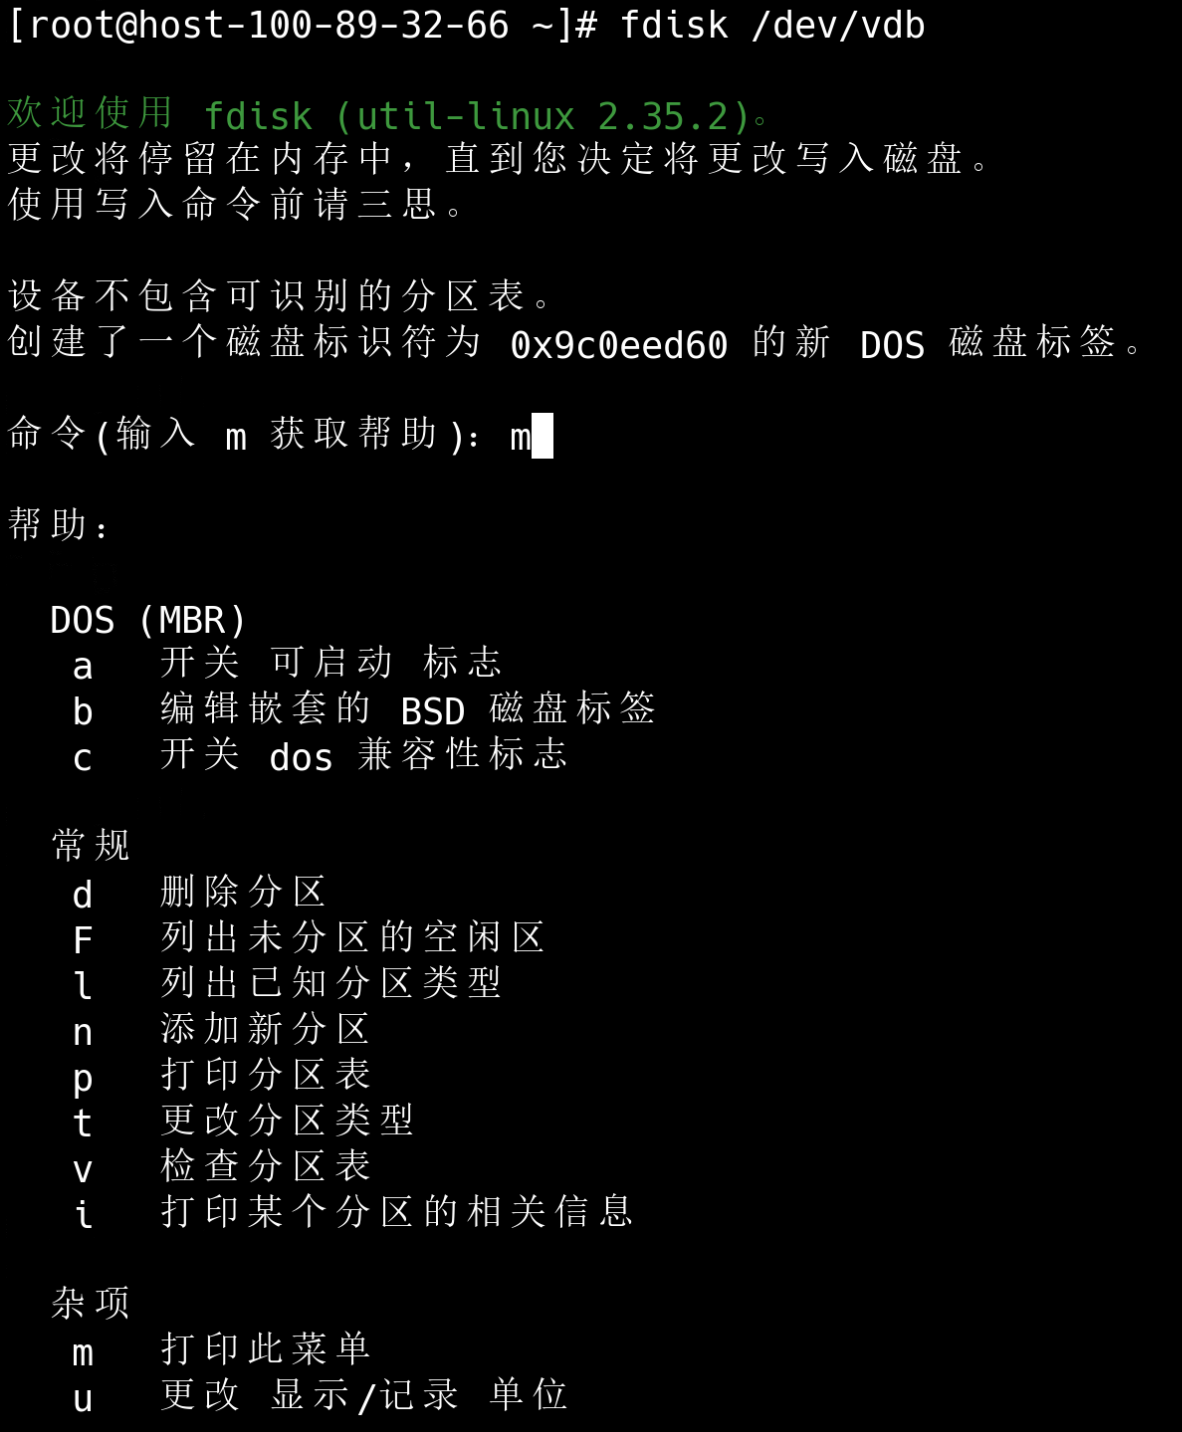 [root@host-100-89-32-66 ~]# fdisk /dev/vdb
欢迎使用 fdisk (util-linux 2.35.2)。
更改将停留在内存中，直到您决定将更改写入磁盘。
使用写入命令前请三思。
设备不包含可识别的分区表。
创建了一个磁盘标识符为 0x9c0eed60 的新 DOS 磁盘标签。
命令(输入 m 获取帮助)：m
帮助：
DOS (MBR)
a 开关 可启动 标志
b 编辑嵌套的 BSD 磁盘标签
c 开关 dos 兼容性标志
常规
d 删除分区
F 列出未分区的空闲区
l 列出已知分区类型
n 添加新分区
p 打印分区表
t 更改分区类型
v 检查分区表
i 打印某个分区的相关信息
杂项
m 打印此菜单
u 更改 显示/记录 单位